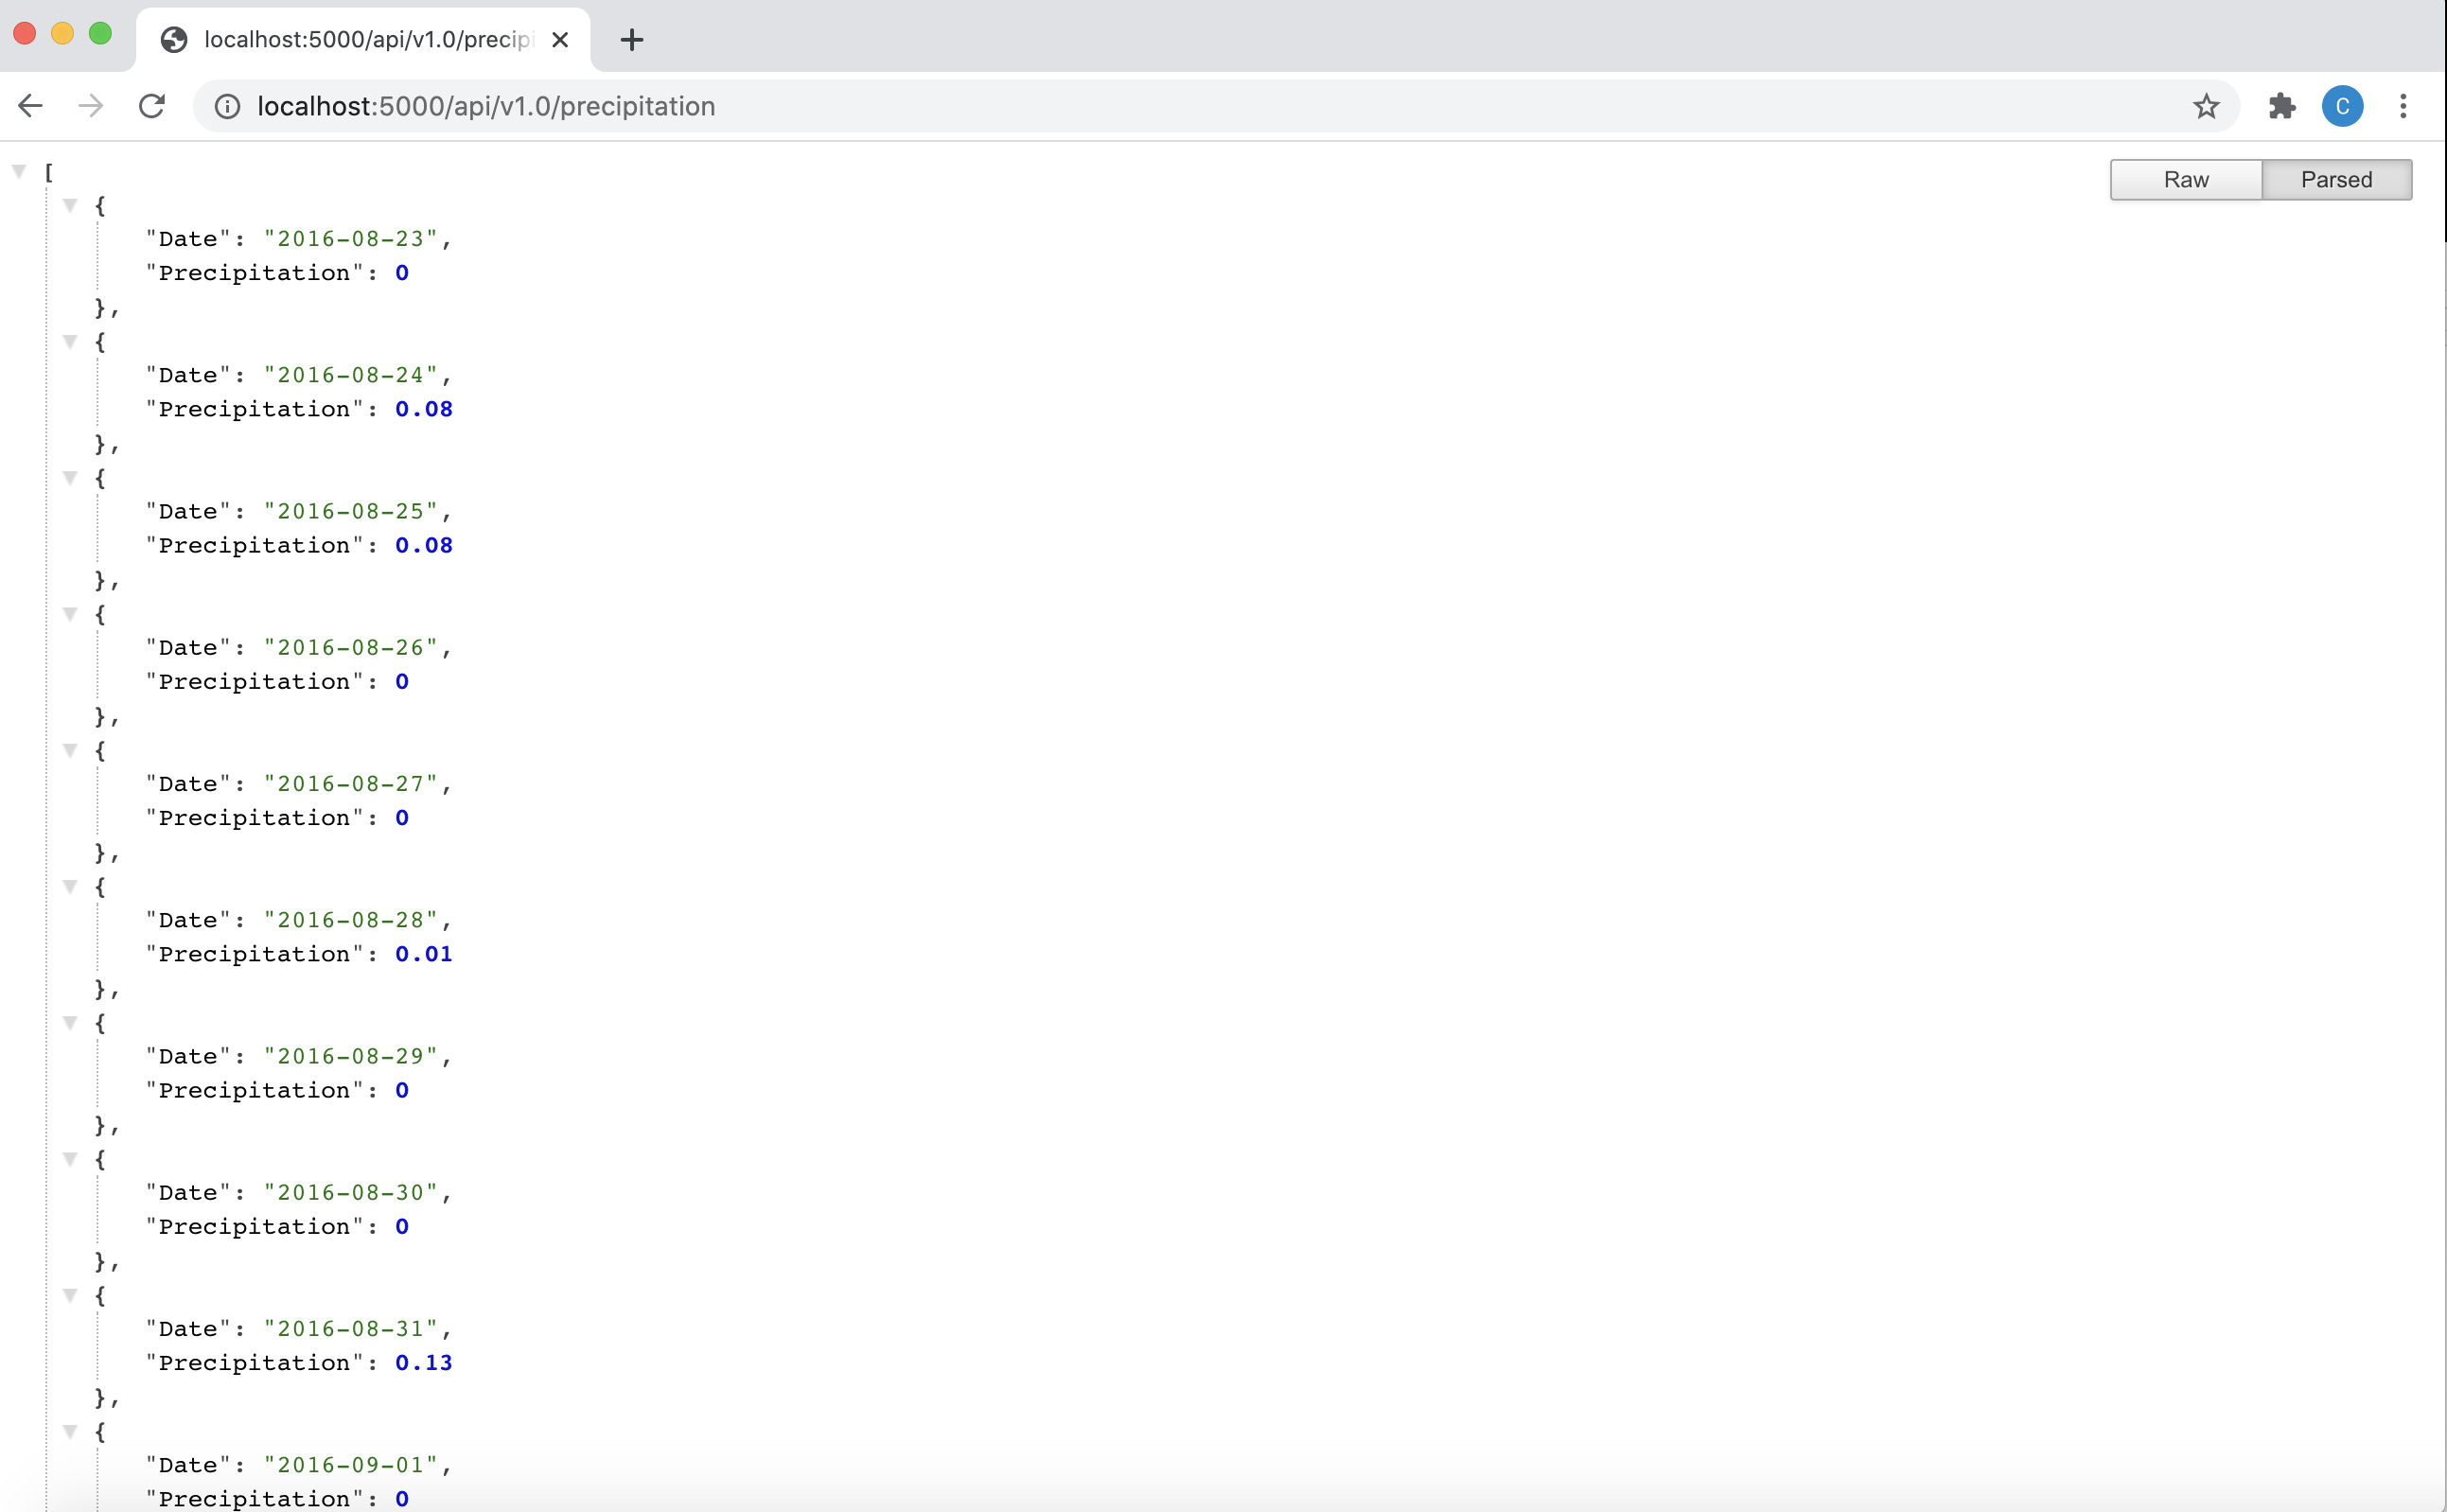 localhost:5000/api/v1.0/precipi
localhost:5000/api/v1.0/precipitation
C
Raw Parsed
[
{
"Date": "2016-08-23",
"Precipitation": 0
},
{
"Date": "2016-08-24",
"Precipitation": 0.08
},
{
"Date": "2016-08-25",
"Precipitation": 0.08
},
{
"Date": "2016-08-26",
"Precipitation": 0
},
{
"Date": "2016-08-27",
"Precipitation": 0
},
{
"Date": "2016-08-28",
"Precipitation": 0.01
},
{
"Date": "2016-08-29",
"Precipitation": 0
},
{
"Date": "2016-08-30",
"Precipitation": 0
},
{
"Date": "2016-08-31",
"Precipitation": 0.13
},
{
"Date": "2016-09-01",
"Precipitation": 0